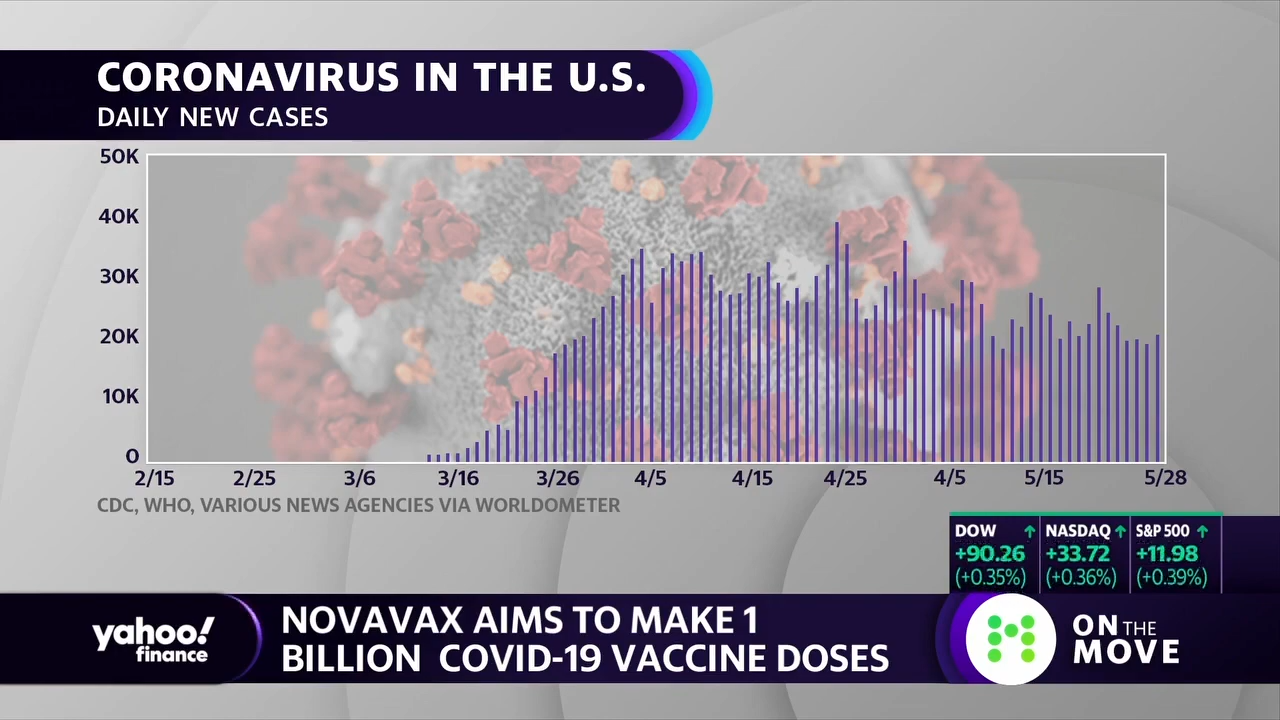 CORONAVIRUS IN THE U.S.
DAILY NEW CASES
50K
40K
30K
20K
10K
0
2/15 2/25 3/6 3/16 3/26 4/5 4/15 4/25 4/5 5/15 5/28
CDC, WHO, VARIOUS NEWS AGENCIES VIA WORLDOMETER
DOW NASDAQ S&P 500
+90.26 +33.72 +11.98
(+0.35%) (+0.36%) (+0.39%)
yahoo!
finance
NOVAVAX AIMS TO MAKE 1
BILLION COVID-19 VACCINE DOSES
ON THE
MOVE